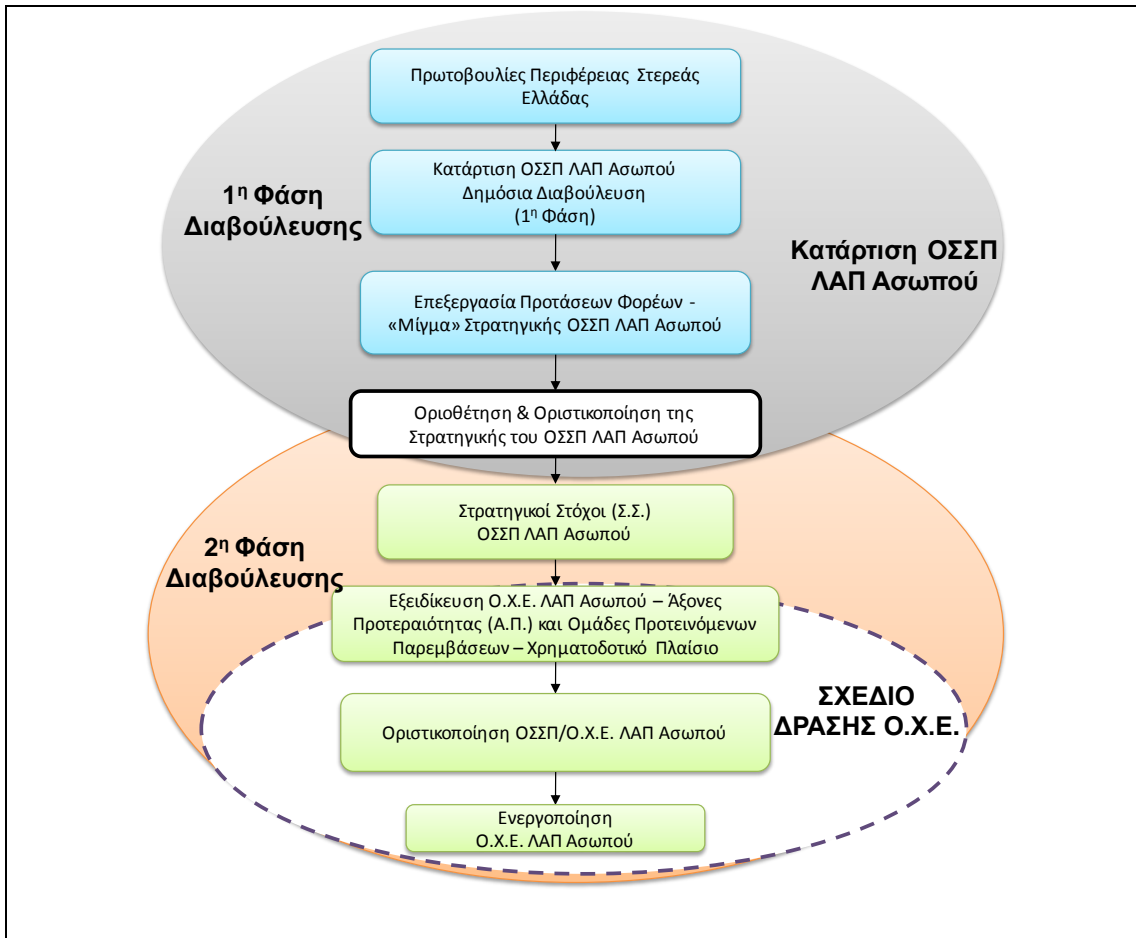 Πρωτοβουλίες Περιφέρειας Στερεάς
Ελλάδας
Κατάρτιση ΟΣΣΠ ΛΑΠ Ασωπού
Δημόσια Διαβούλευση
(1η Φάση)
1η Φάση
Διαβούλευσης
Κατάρτιση ΟΣΣΠ
ΛΑΠ Ασωπού
Επεξεργασία Προτάσεων Φορέων -
«Μίγμα» Στρατηγικής ΟΣΣΠ ΛΑΠ Ασωπού
Οριοθέτηση & Οριστικοποίηση της
Στρατηγικής του ΟΣΣΠ ΛΑΠ Ασωπού
Στρατηγικοί Στόχοι (Σ.Σ.)
ΟΣΣΠ ΛΑΠ Ασωπού
2η Φάση
Διαβούλευσης
Εξειδίκευση Ο.Χ.Ε. ΛΑΠ Ασωπού – Άξονες
Προτεραιότητας (Α.Π.) και Ομάδες Προτεινόμενων
Παρεμβάσεων – Χρηματοδοτικό Πλαίσιο
ΣΧΕΔΙΟ
ΔΡΑΣΗΣ Ο.Χ.Ε.
Οριστικοποίηση ΟΣΣΠ/Ο.Χ.Ε. ΛΑΠ Ασωπού
Ενεργοποίηση
Ο.Χ.Ε. ΛΑΠ Ασωπού